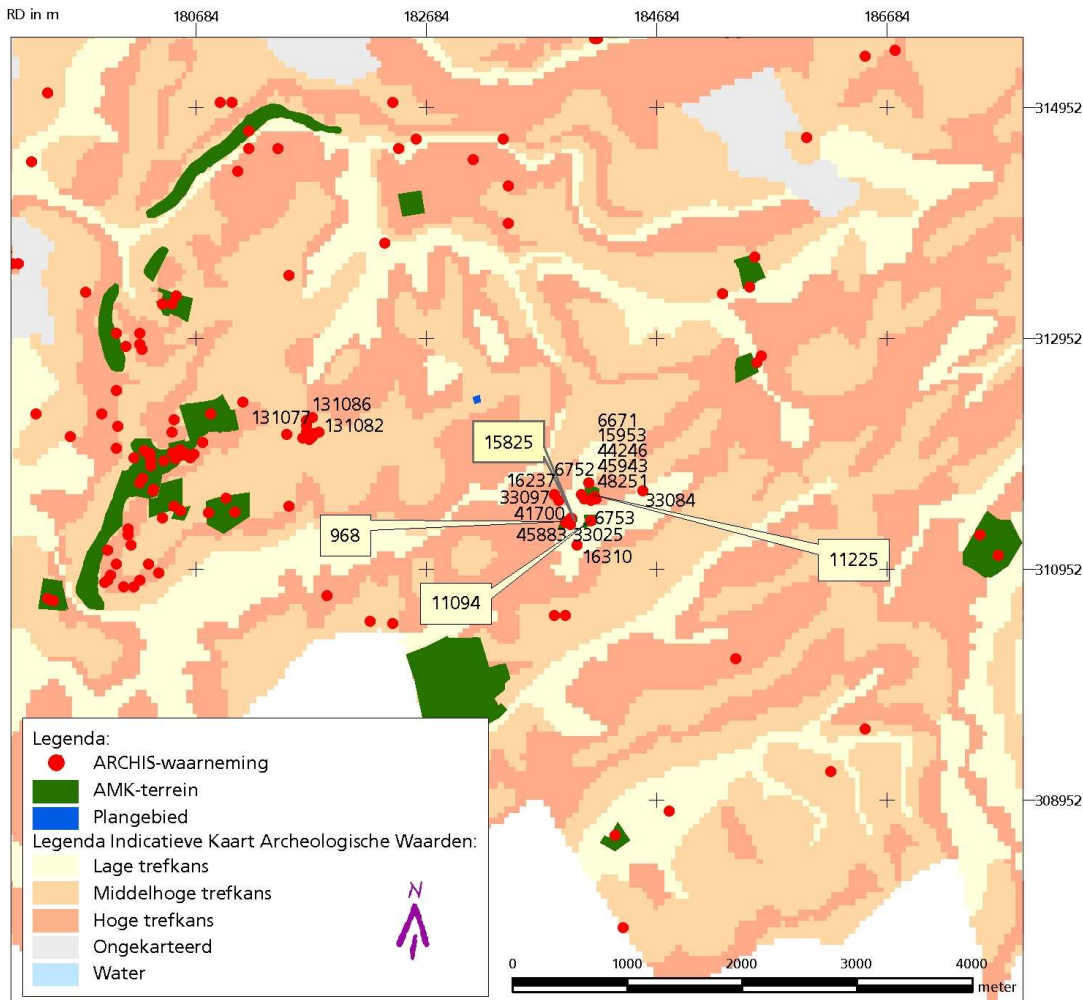 RD in m
180684 182684 184684 186684
314952
312952
131086
131077
131082
6671
15953
44246
45943
48251
15825
6752
16237
33097
33084
41700
6753
45883 33025
16310
968
11225
11094
310952
308952
Legenda:
ARCHIS-waarneming
AMK-terrein
Plangebied
Legenda Indicatieve Kaart Archeologische Waarden:
Lage trefkans
Middelhoge trefkans
Hoge trefkans
Ongekarteerd
Water
N
0 1000 2000 3000 4000
meter